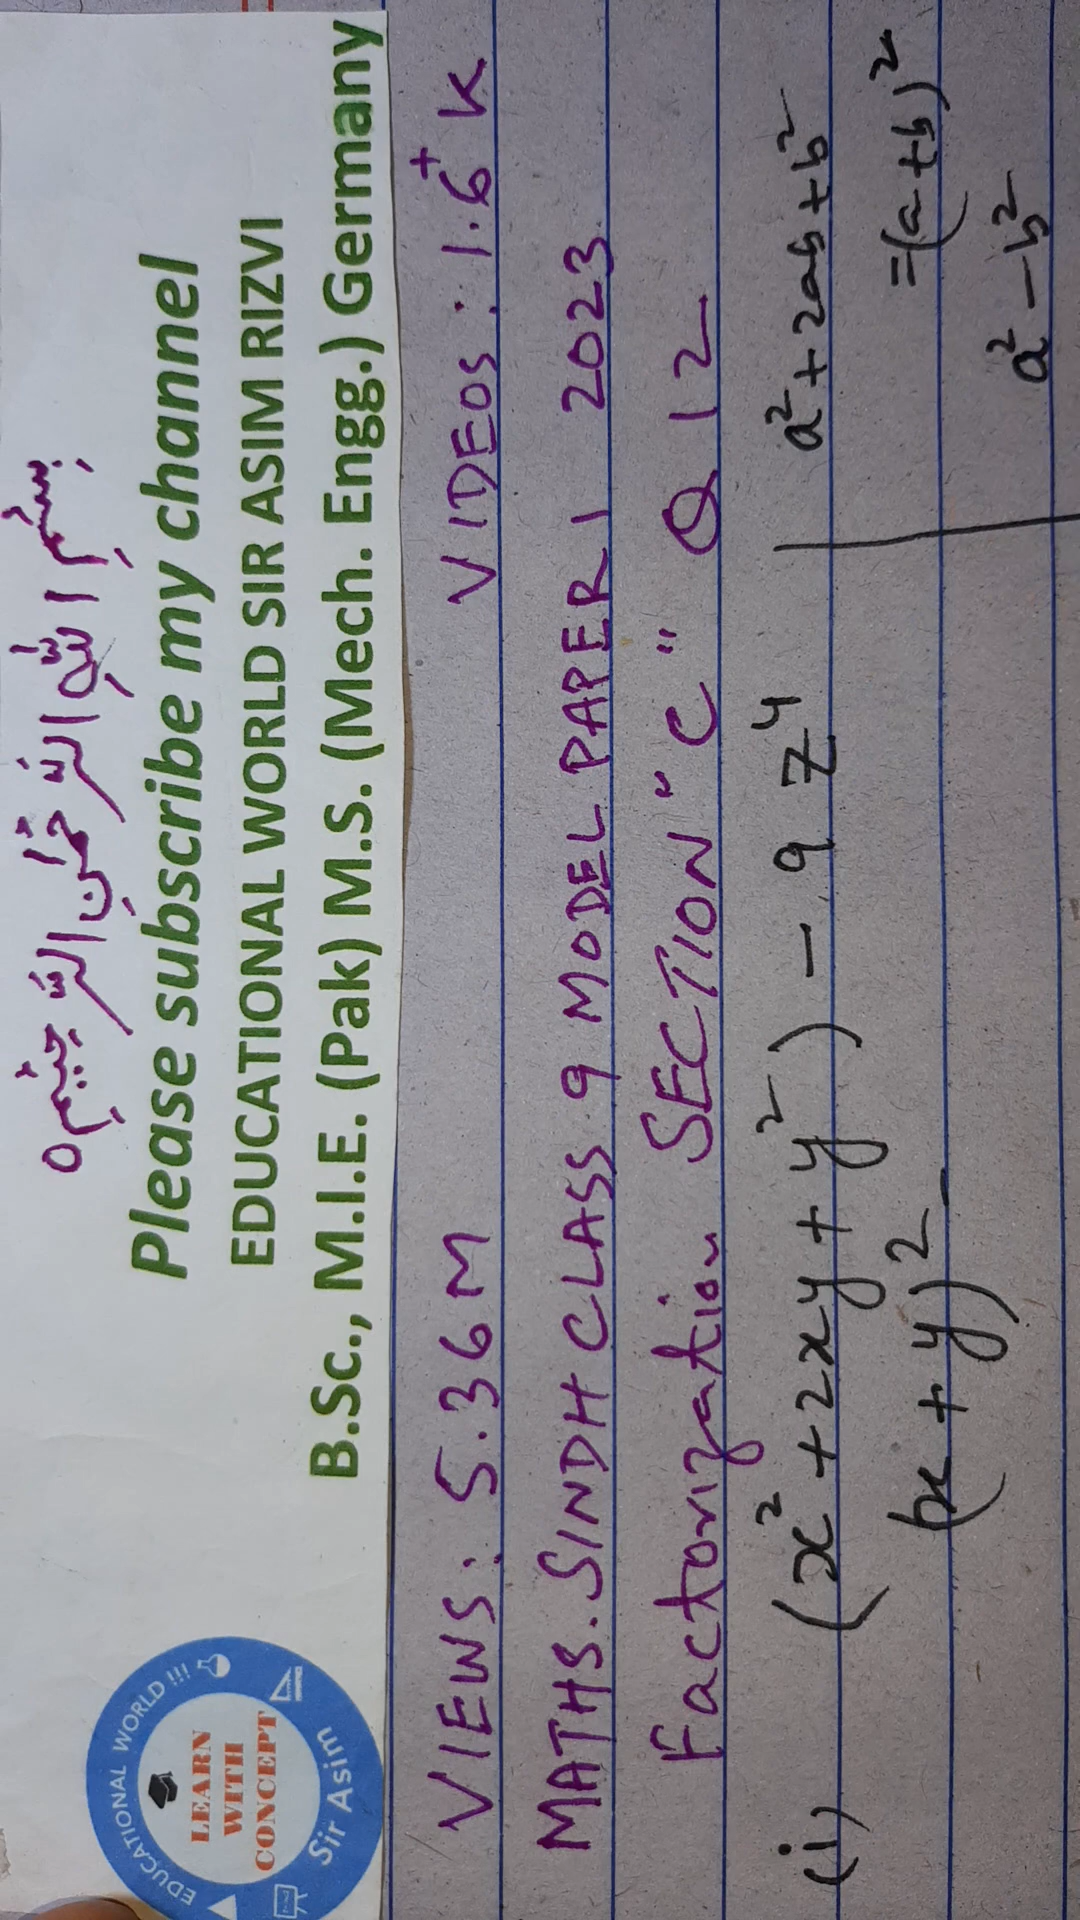 بِسْمِ اللّٰهِ الرَّحْمٰنِ الرَّحِيْمِ ○
Please subscribe my channel
EDUCATIONAL WORLD SIR ASIM RIZVI
B.Sc., M.I.E. (Pak) M.S. (Mech. Engg.) Germany
EDUCATIONAL WORLD !!!
LEARN
WITH
CONCEPT
Sir Asim
VIEWS: 5.36M VIDEOS: 1.6⁺K
MATHS. SINDH CLASS 9 MODEL PAPER 1 2023
Factorization SECTION "C" Q 12
(i) (x² + 2xy + y²) - 9 z⁴
(x + y)² -
a² + 2ab + b²
= (a + b)²
a² - b²